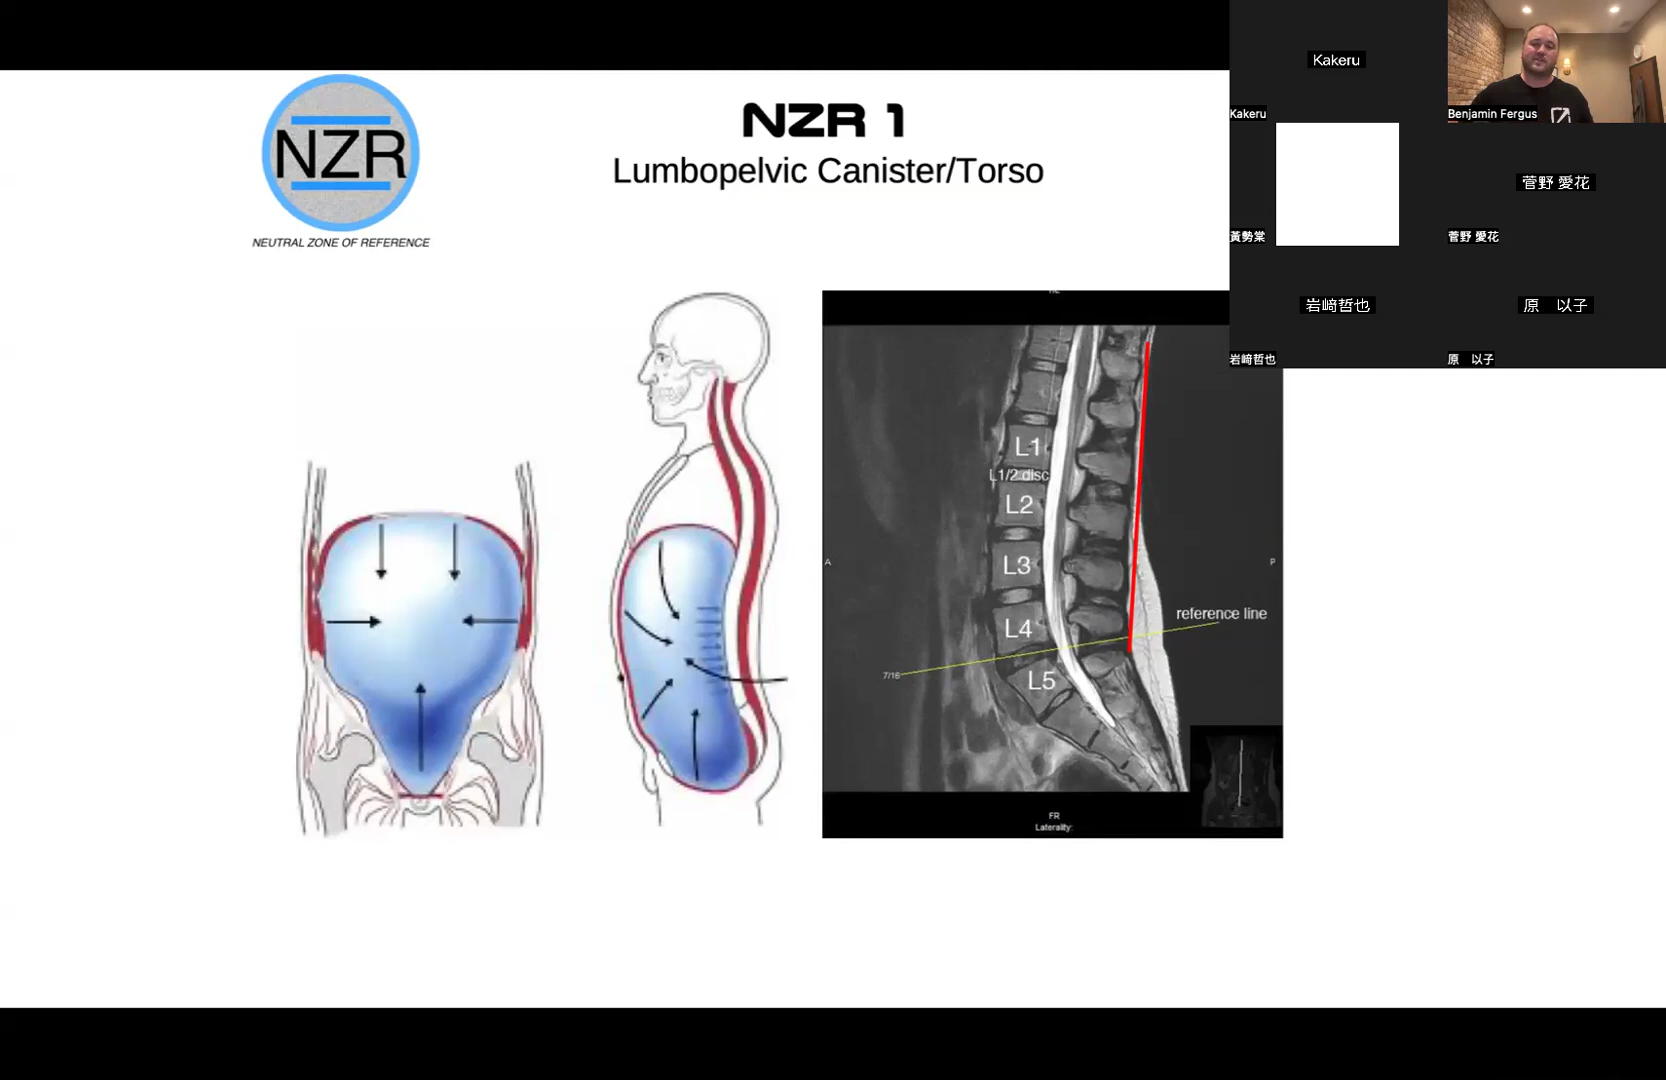 NZR
NEUTRAL ZONE OF REFERENCE
NZR 1
Lumbopelvic Canister/Torso
L1
L1/2 disc
L2
L3
L4
L5
A
P
reference line
7/16
FR
Laterality:
Kakeru
Kakeru
Benjamin Fergus
黃勢棠
菅野 愛花
菅野 愛花
岩﨑哲也
岩﨑哲也
原　以子
原　以子